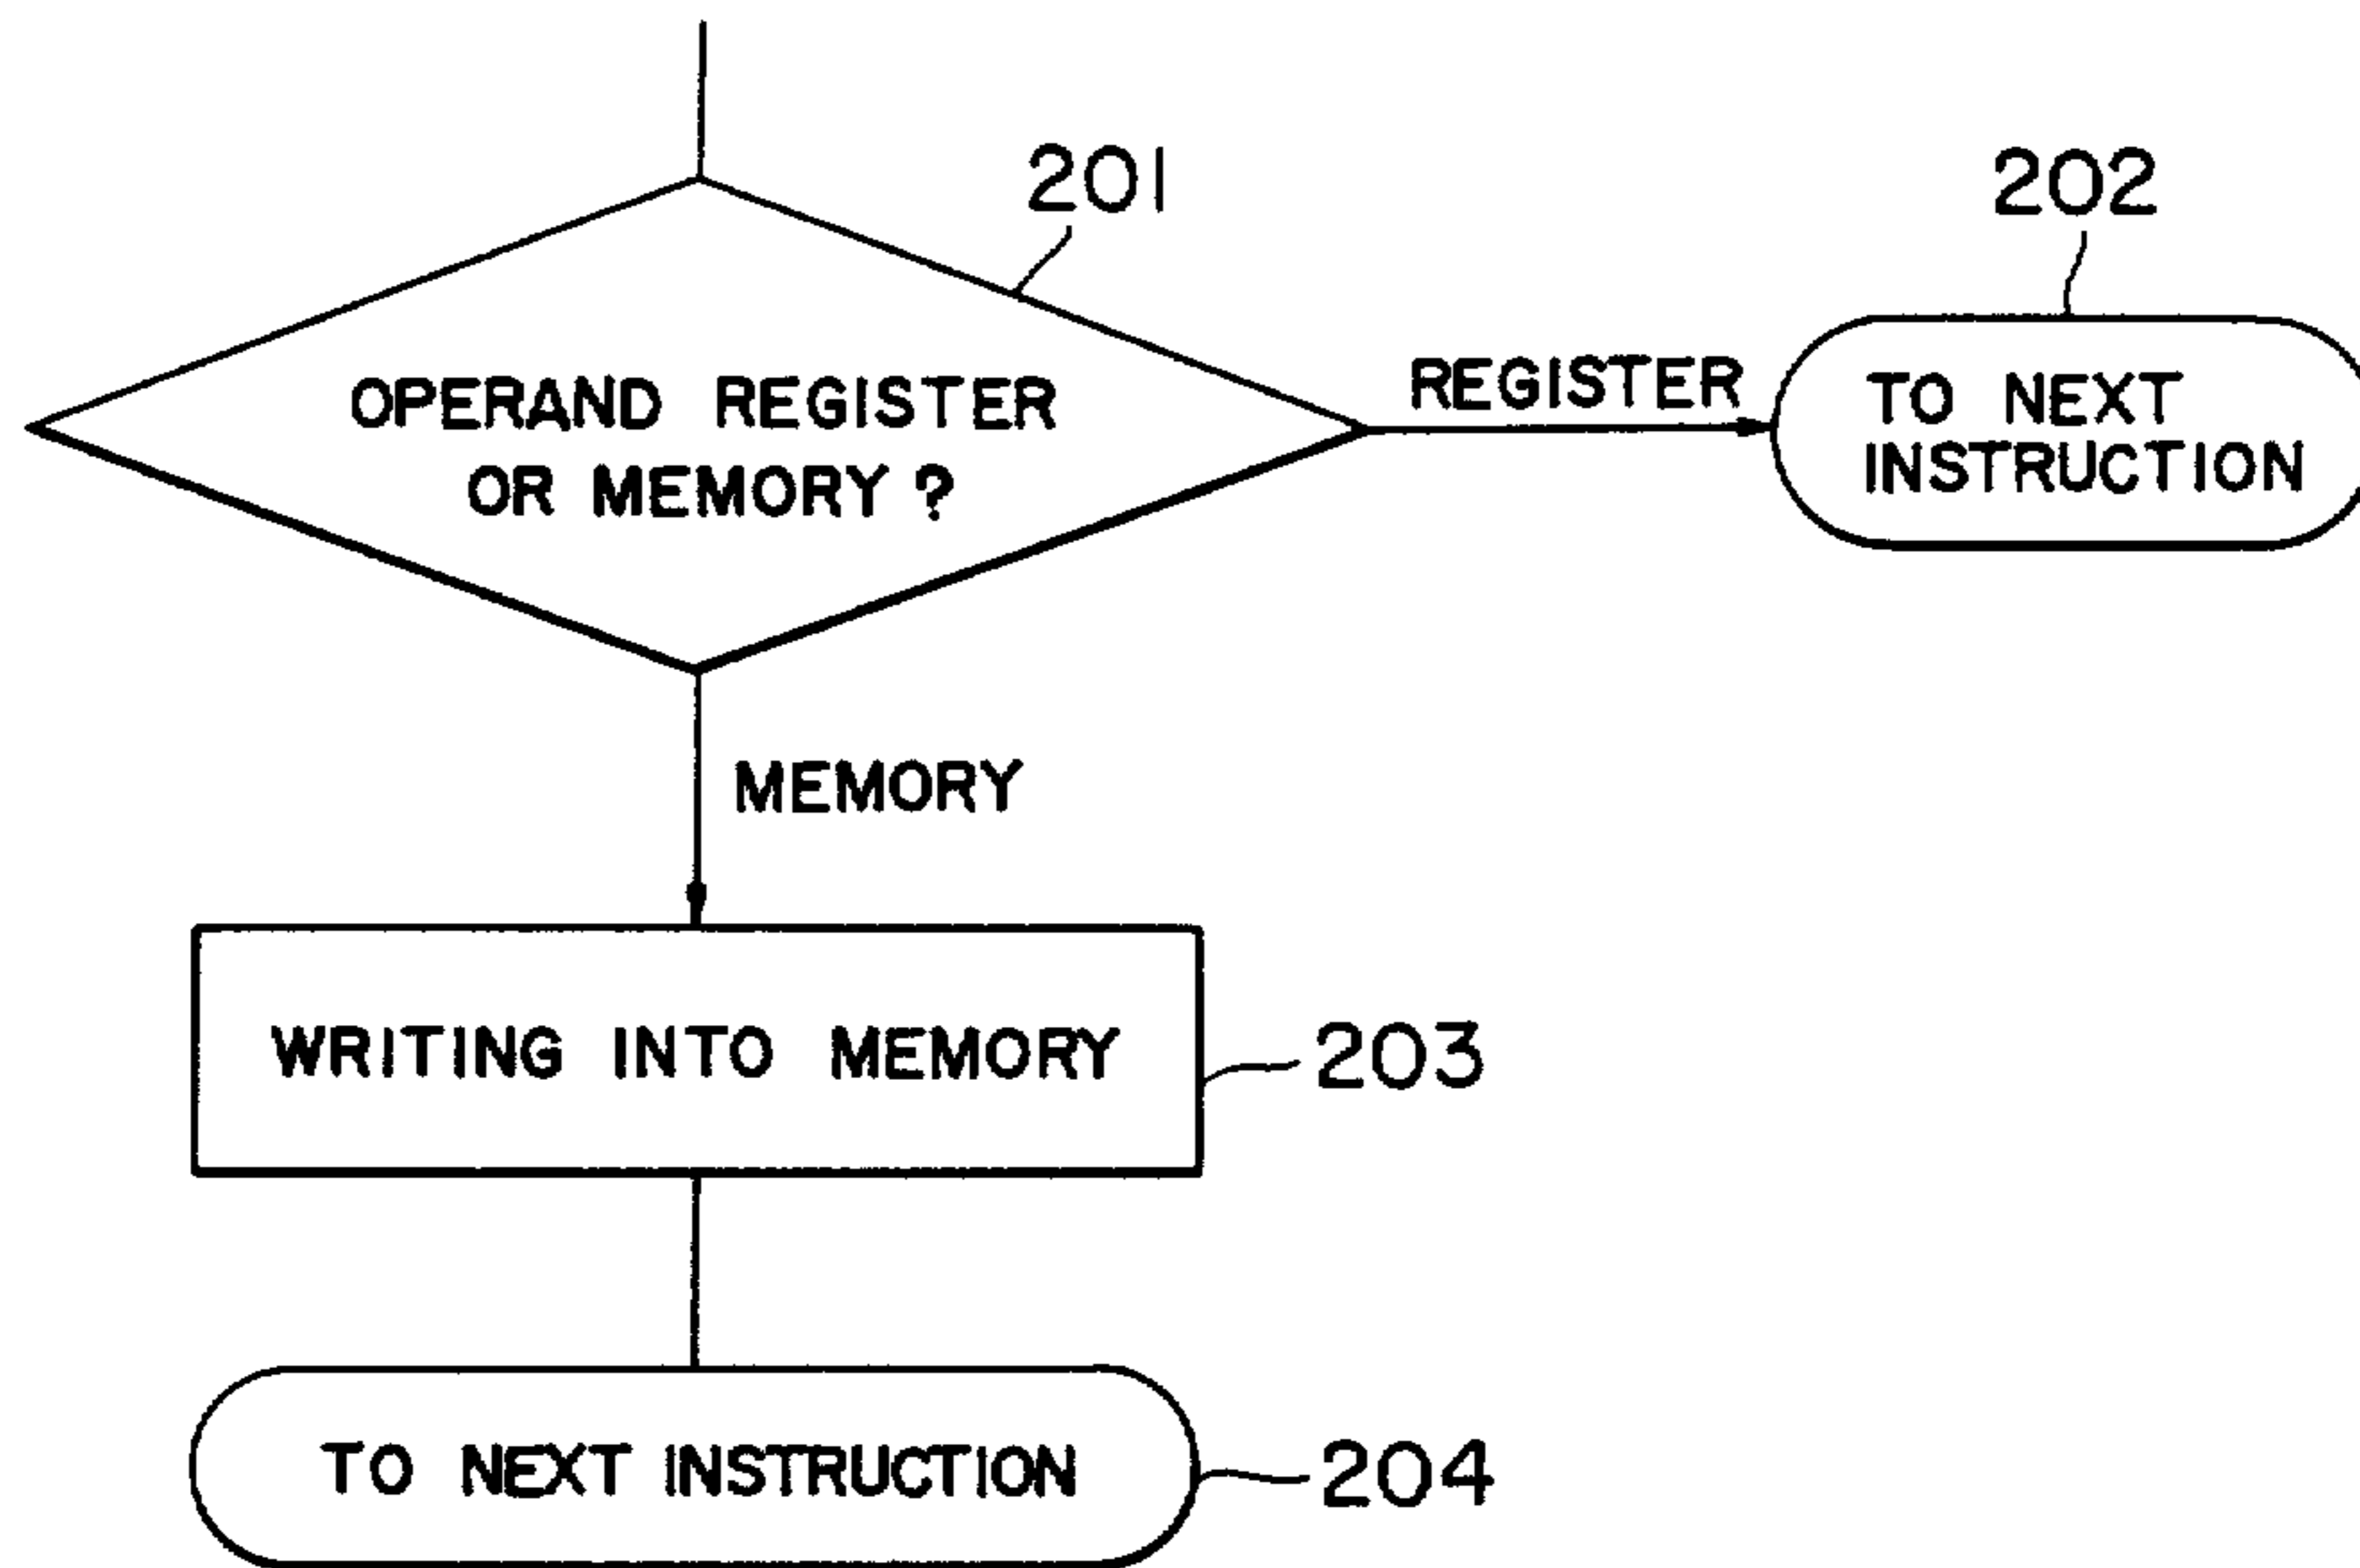 201
202
OPERAND REGISTER
OR MEMORY?
REGISTER
TO NEXT
INSTRUCTION
MEMORY
WRITING INTO MEMORY
203
TO NEXT INSTRUCTION
204